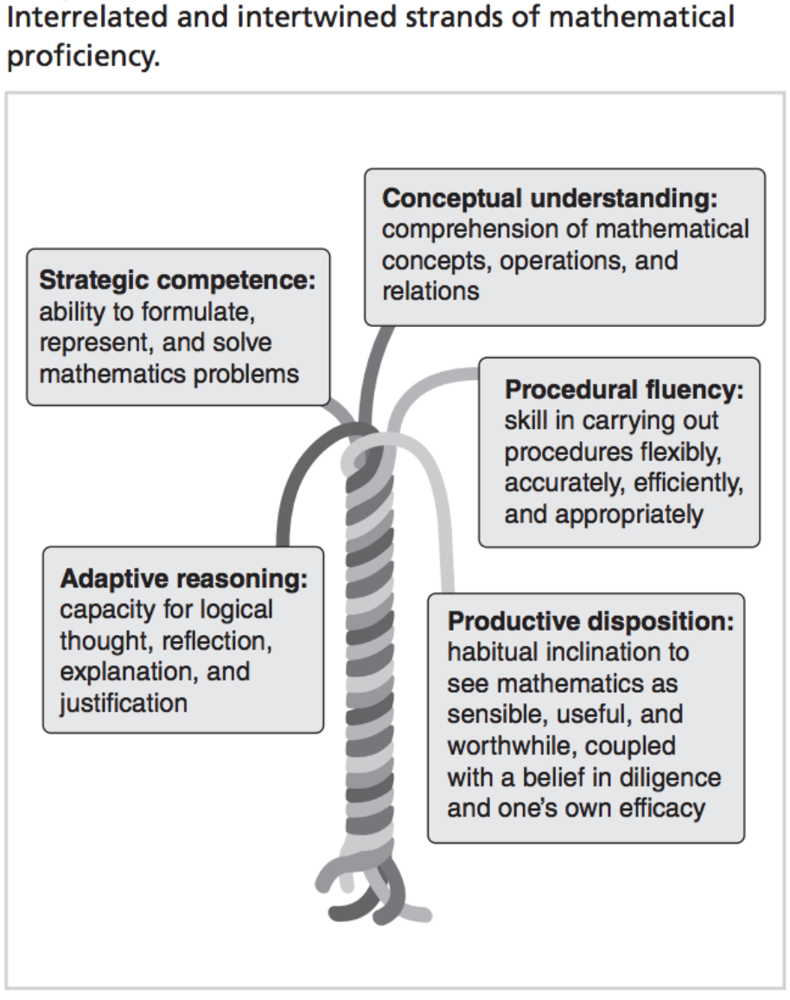 Interrelated and intertwined strands of mathematical
proficiency.
Conceptual understanding:
comprehension of mathematical
concepts, operations, and
relations
Strategic competence:
ability to formulate,
represent, and solve
mathematics problems
Procedural fluency:
skill in carrying out
procedures flexibly,
accurately, efficiently,
and appropriately
Adaptive reasoning:
capacity for logical
thought, reflection,
explanation, and
justification
Productive disposition:
habitual inclination to
see mathematics as
sensible, useful, and
worthwhile, coupled
with a belief in diligence
and one's own efficacy